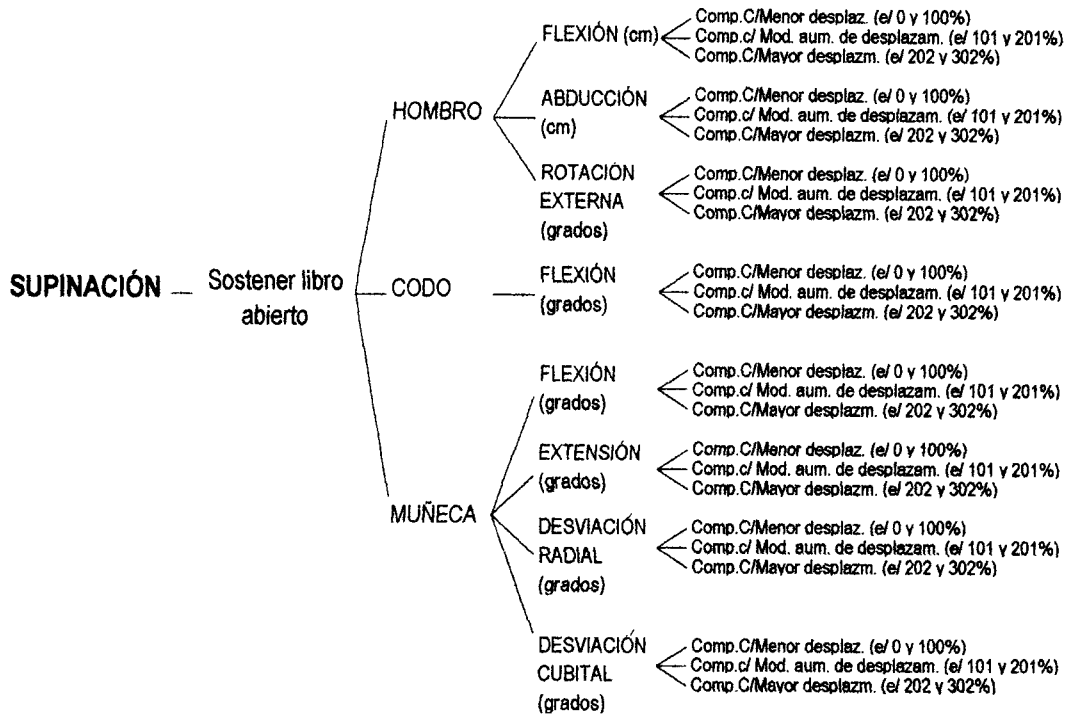 SUPINACIÓN
Sostener libro
abierto
HOMBRO
FLEXIÓN (cm)
Comp.C/Menor desplaz. (e/ 0 y 100%)
Comp.c/ Mod. aum. de desplazam. (e/ 101 y 201%)
Comp.C/Mayor desplazm. (e/ 202 y 302%)
ABDUCCIÓN
(cm)
Comp.C/Menor desplaz. (e/ 0 y 100%)
Comp.c/ Mod. aum. de desplazam. (e/ 101 y 201%)
Comp.C/Mayor desplazm. (e/ 202 y 302%)
ROTACIÓN
EXTERNA
(grados)
Comp.C/Menor desplaz. (e/ 0 y 100%)
Comp.c/ Mod. aum. de desplazam. (e/ 101 y 201%)
Comp.C/Mayor desplazm. (e/ 202 y 302%)
CODO
FLEXIÓN
(grados)
Comp.C/Menor desplaz. (e/ 0 y 100%)
Comp.c/ Mod. aum. de desplazam. (e/ 101 y 201%)
Comp.C/Mayor desplazm. (e/ 202 y 302%)
MUÑECA
FLEXIÓN
(grados)
Comp.C/Menor desplaz. (e/ 0 y 100%)
Comp.c/ Mod. aum. de desplazam. (e/ 101 y 201%)
Comp.C/Mayor desplazm. (e/ 202 y 302%)
EXTENSIÓN
(grados)
Comp.C/Menor desplaz. (e/ 0 y 100%)
Comp.c/ Mod. aum. de desplazam. (e/ 101 y 201%)
Comp.C/Mayor desplazm. (e/ 202 y 302%)
DESVIACIÓN
RADIAL
(grados)
Comp.C/Menor desplaz. (e/ 0 y 100%)
Comp.c/ Mod. aum. de desplazam. (e/ 101 y 201%)
Comp.C/Mayor desplazm. (e/ 202 y 302%)
DESVIACIÓN
CUBITAL
(grados)
Comp.C/Menor desplaz. (e/ 0 y 100%)
Comp.c/ Mod. aum. de desplazam. (e/ 101 y 201%)
Comp.C/Mayor desplazm. (e/ 202 y 302%)